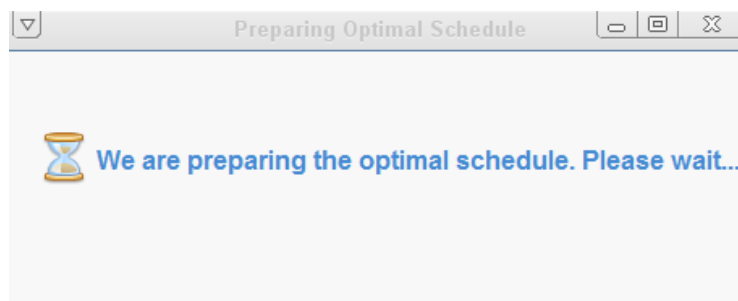 Preparing Optimal Schedule
We are preparing the optimal schedule. Please wait...